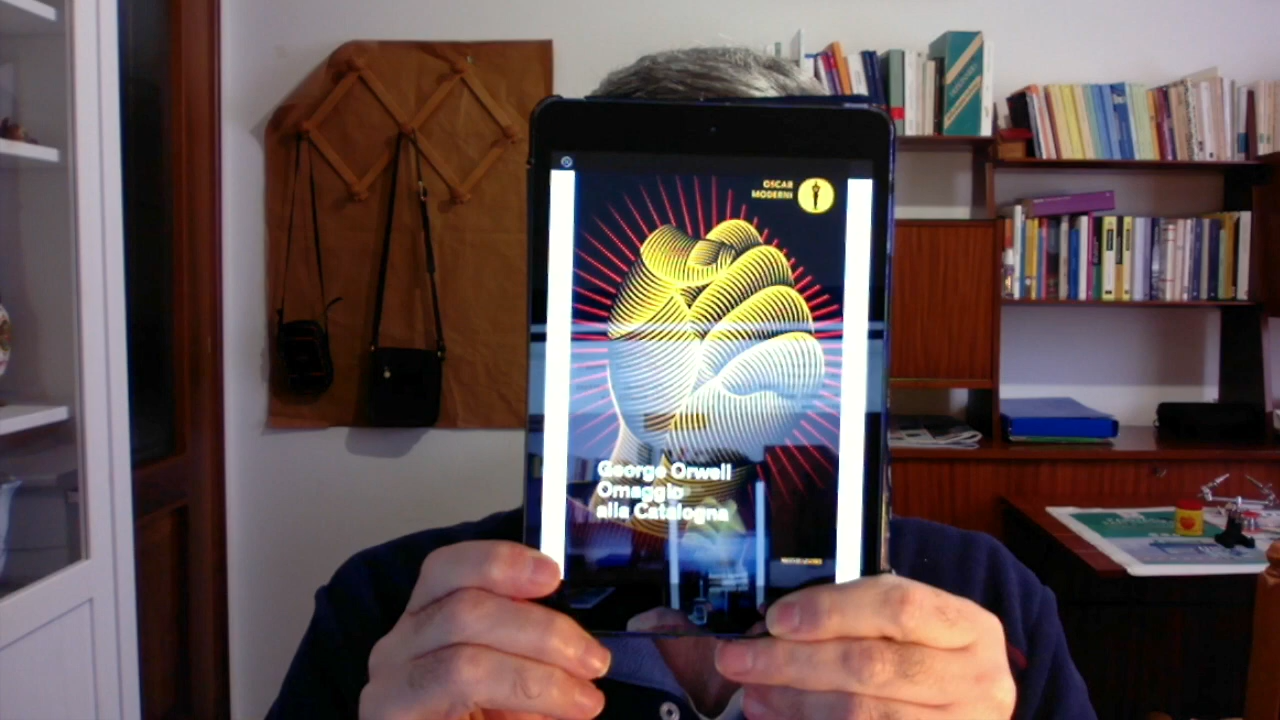 OSCAR
MODERNI
George Orwell
Omaggio
alla Catalogna